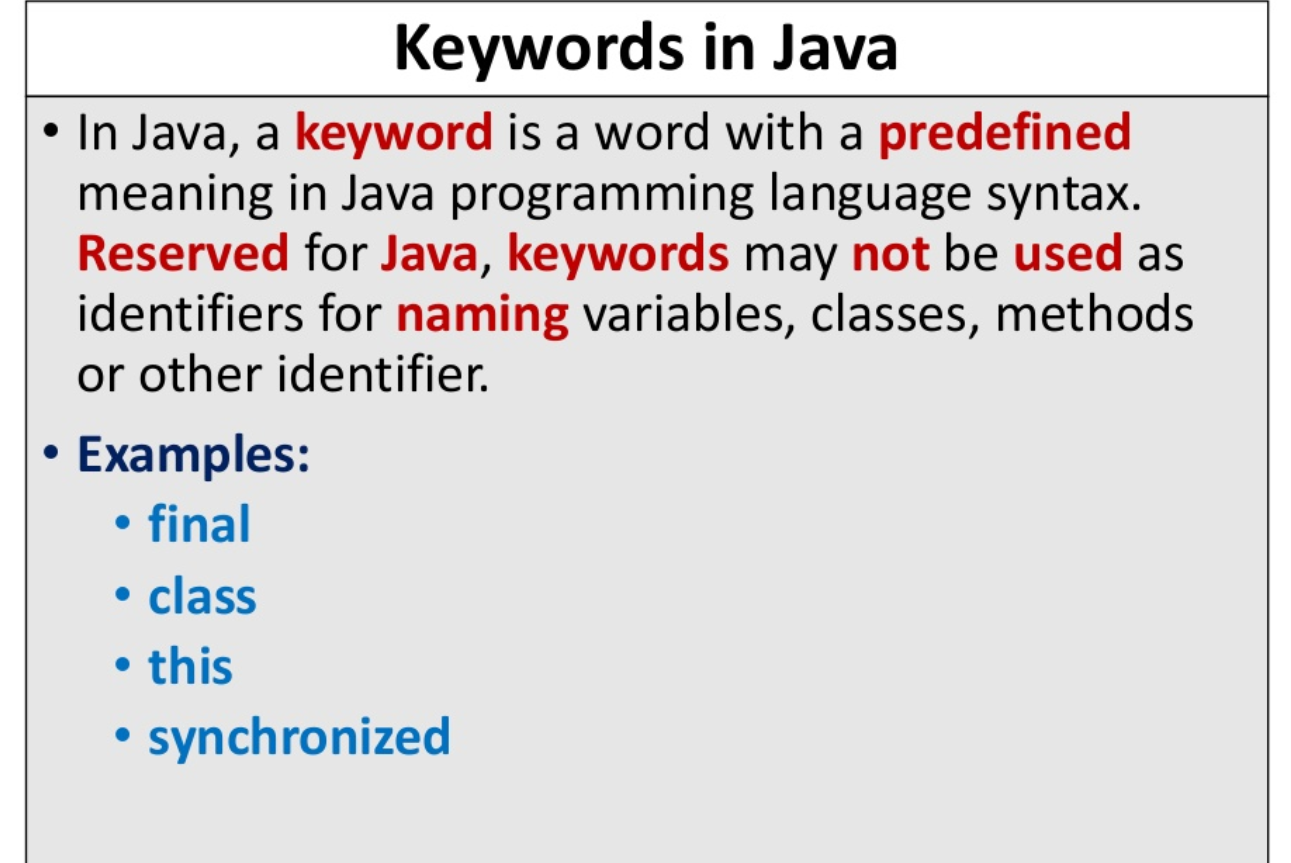 Keywords in Java
• In Java, a keyword is a word with a predefined
meaning in Java programming language syntax.
Reserved for Java, keywords may not be used as
identifiers for naming variables, classes, methods
or other identifier.
• Examples:
• final
• class
• this
• synchronized